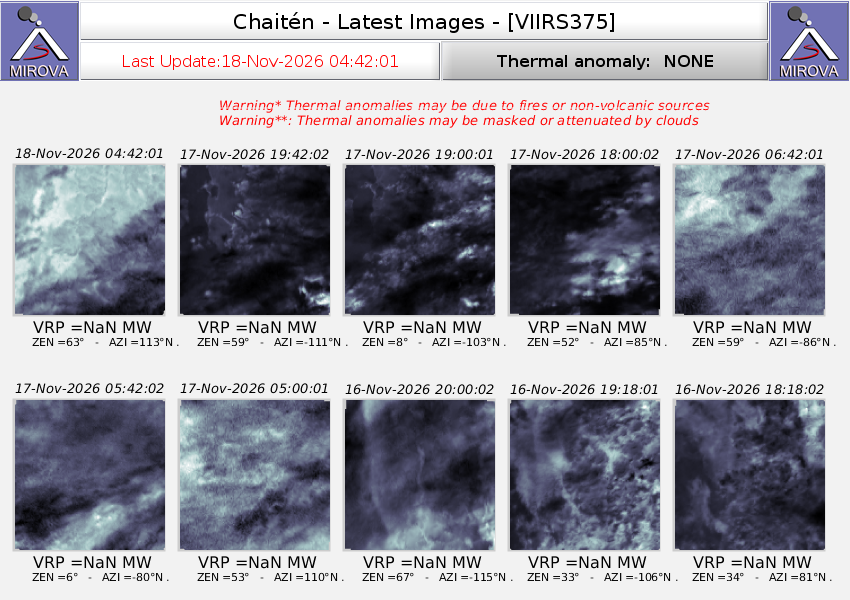 Chaitén - Latest Images - [VIIRS375]
MIROVA
Last Update:18-Nov-2026 04:42:01
Thermal anomaly: NONE
MIROVA
Warning* Thermal anomalies may be due to fires or non-volcanic sources
Warning**: Thermal anomalies may be masked or attenuated by clouds
18-Nov-2026 04:42:01 17-Nov-2026 19:42:02 17-Nov-2026 19:00:01 17-Nov-2026 18:00:02 17-Nov-2026 06:42:01
VRP =NaN MW VRP =NaN MW VRP =NaN MW VRP =NaN MW VRP =NaN MW
ZEN =63° - AZI =113°N . ZEN =59° - AZI =-111°N . ZEN =8° - AZI =-103°N . ZEN =52° - AZI =85°N . ZEN =59° - AZI =-86°N .
17-Nov-2026 05:42:02 17-Nov-2026 05:00:01 16-Nov-2026 20:00:02 16-Nov-2026 19:18:01 16-Nov-2026 18:18:02
VRP =NaN MW VRP =NaN MW VRP =NaN MW VRP =NaN MW VRP =NaN MW
ZEN =6° - AZI =-80°N . ZEN =53° - AZI =110°N . ZEN =67° - AZI =-115°N . ZEN =33° - AZI =-106°N . ZEN =34° - AZI =81°N .